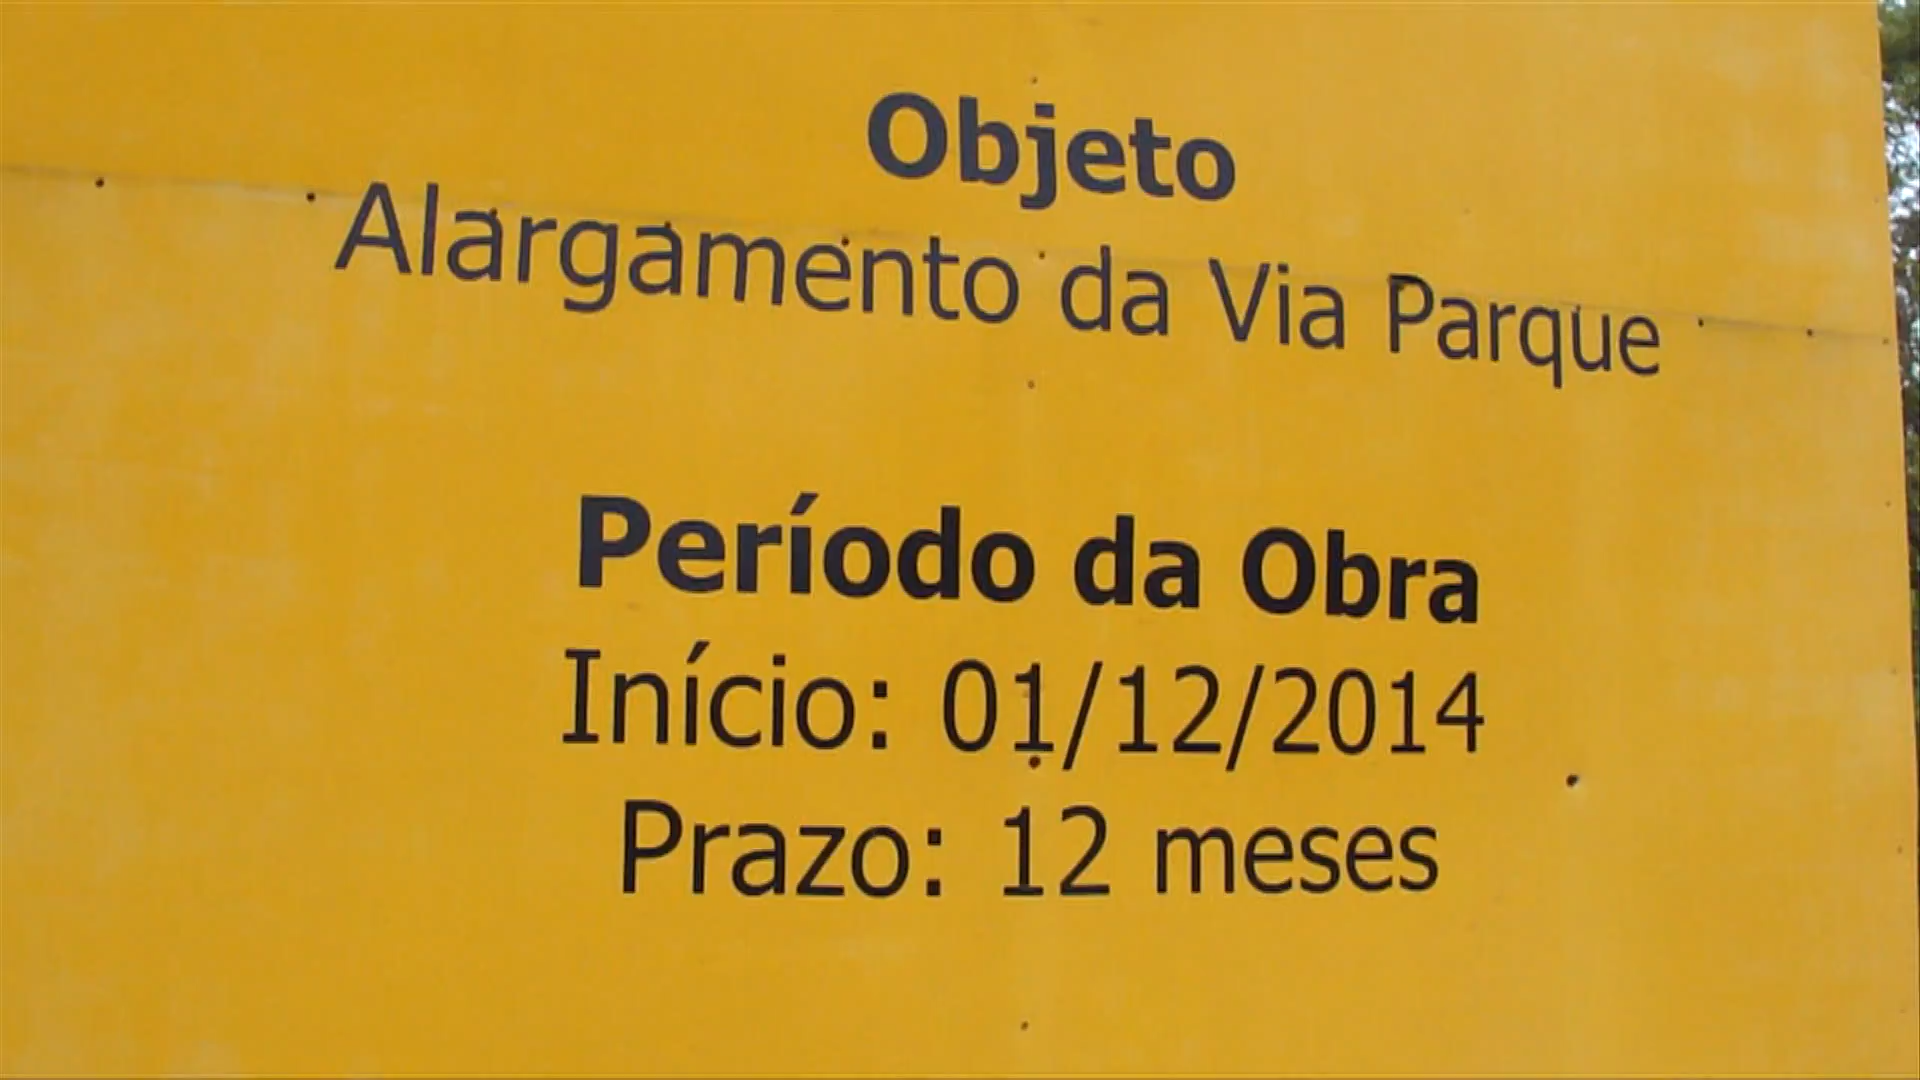 Objeto
Alargamento da Via Parque
Período da Obra
Início: 01/12/2014
Prazo: 12 meses